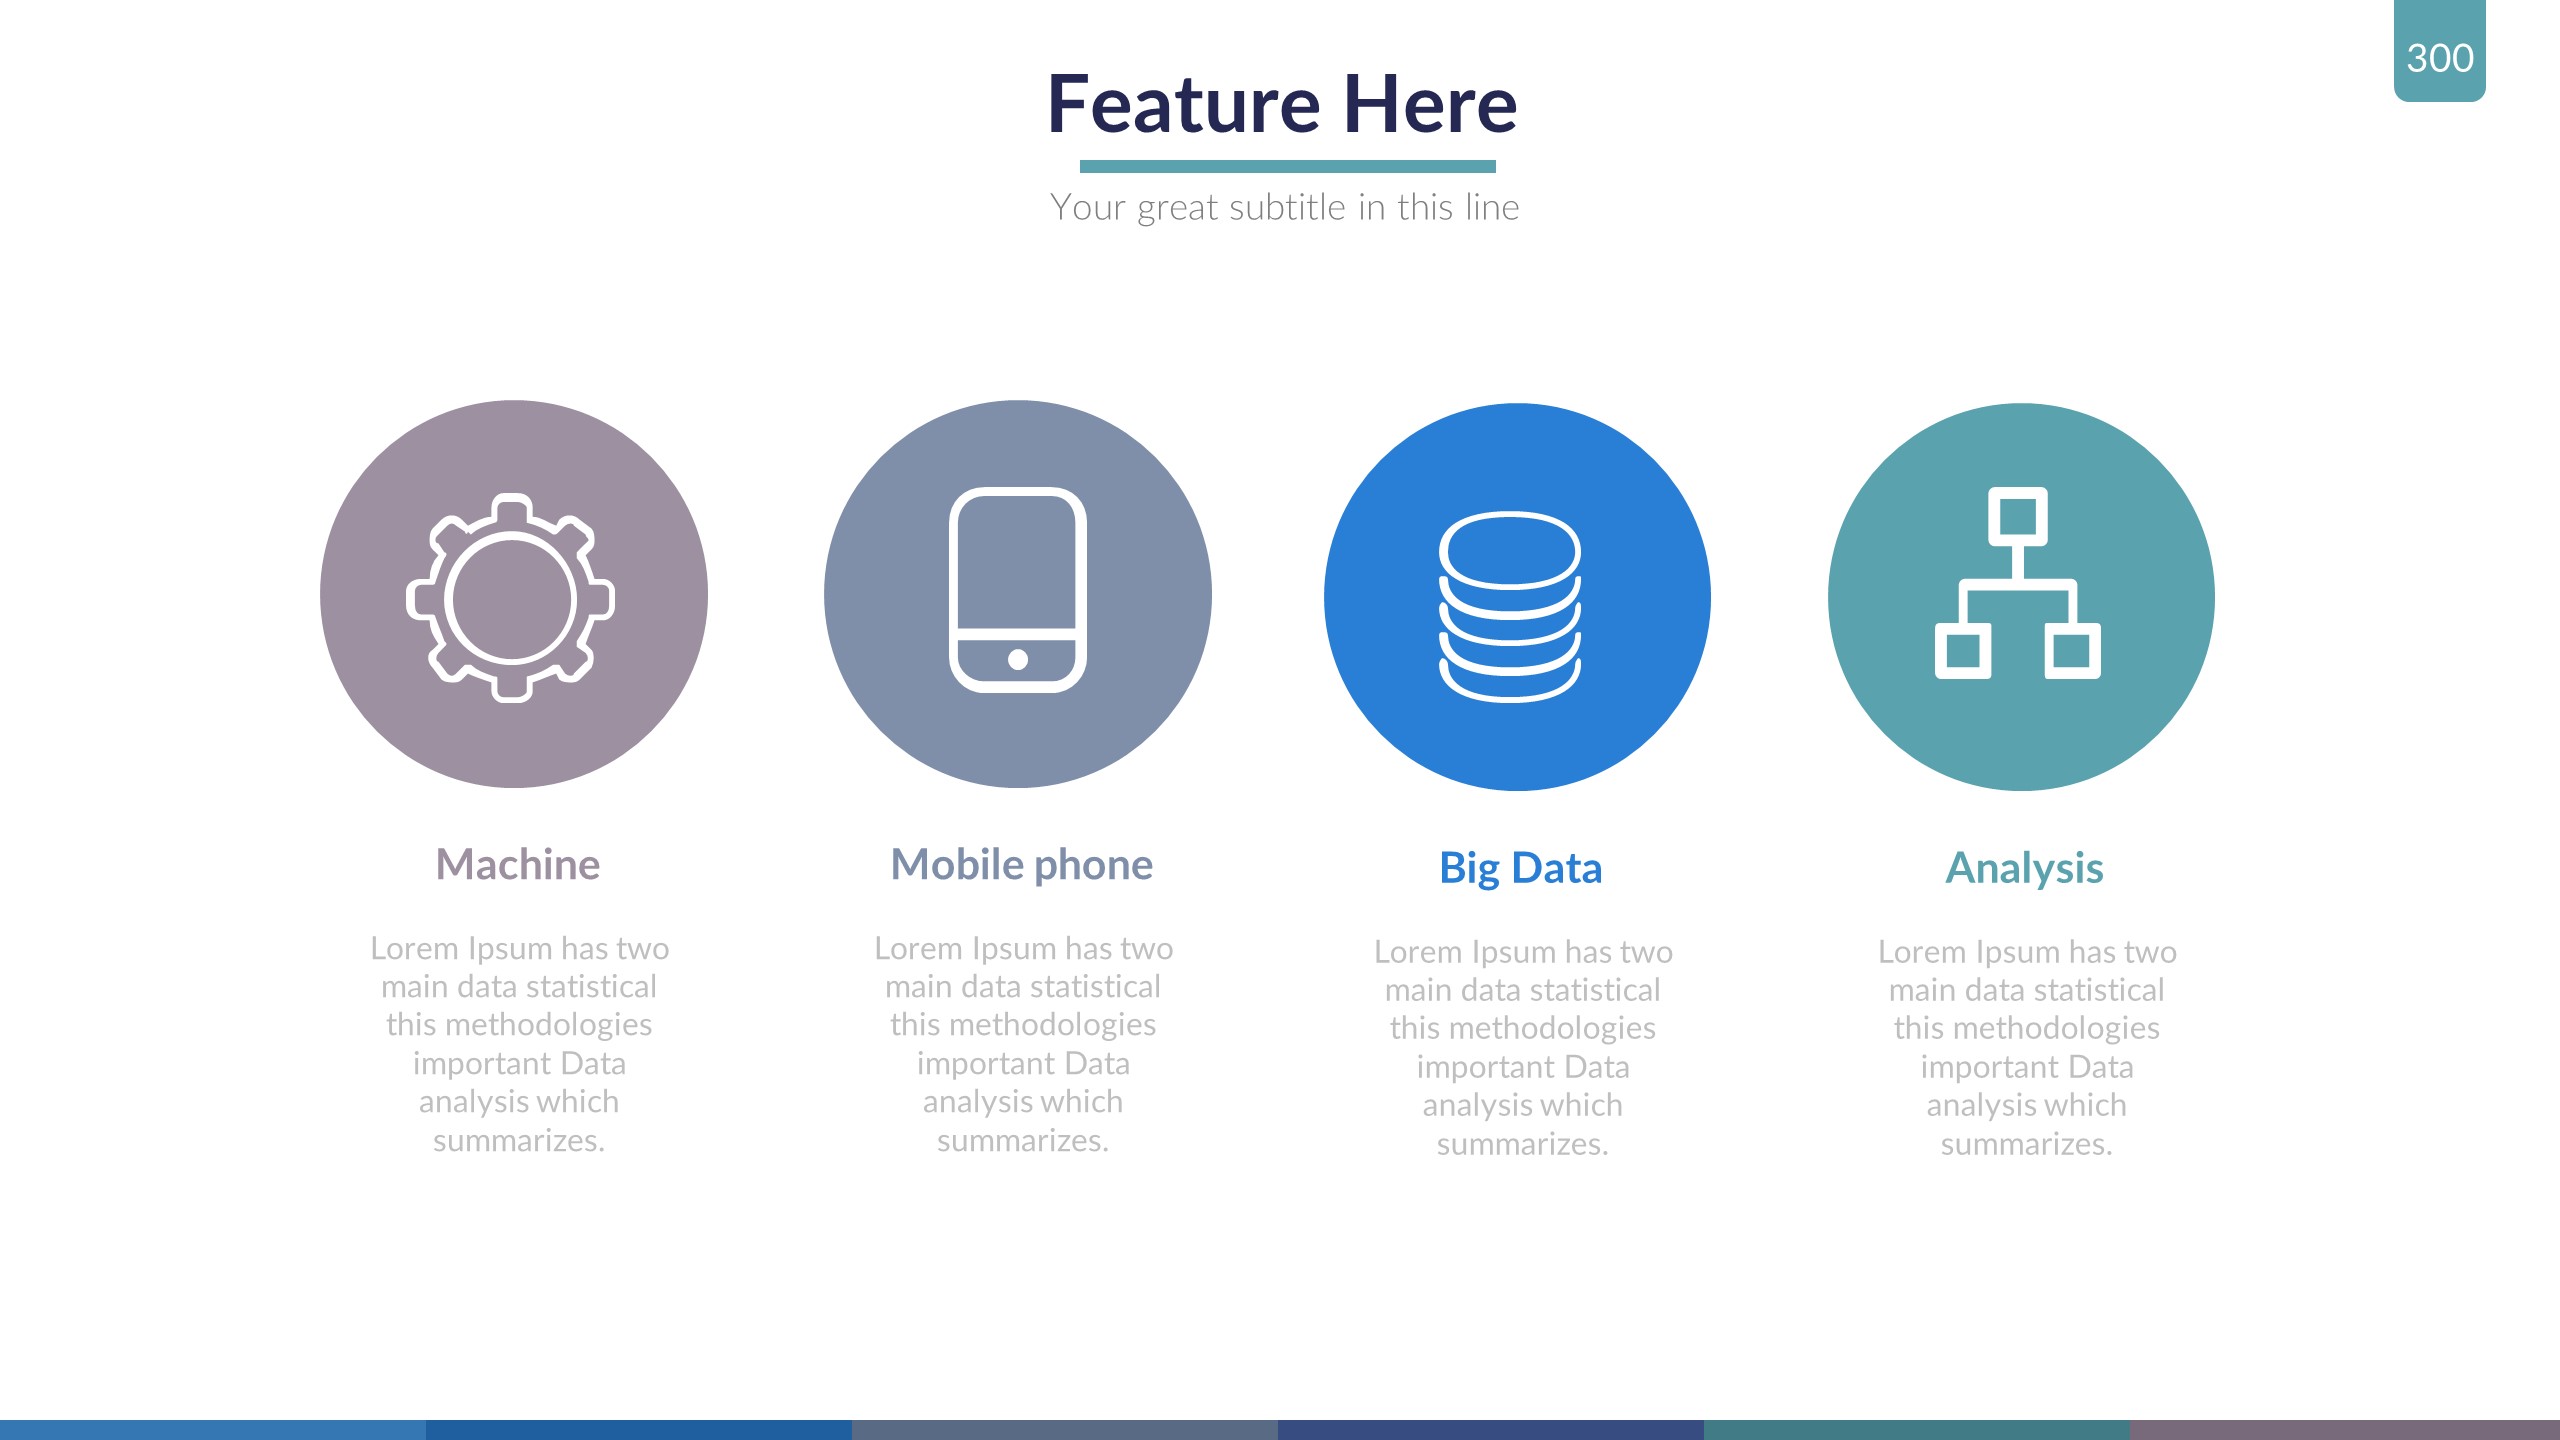 300
Feature Here
Your great subtitle in this line
Machine
Lorem Ipsum has two
main data statistical
this methodologies
important Data
analysis which
summarizes.
Mobile phone
Lorem Ipsum has two
main data statistical
this methodologies
important Data
analysis which
summarizes.
Big Data
Lorem Ipsum has two
main data statistical
this methodologies
important Data
analysis which
summarizes.
Analysis
Lorem Ipsum has two
main data statistical
this methodologies
important Data
analysis which
summarizes.